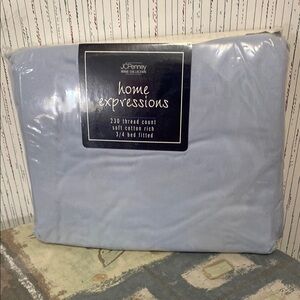 JCPenney
HOME COLLECTION
home
expressions
230 thread count
soft cotton rich
3/4 bed fitted